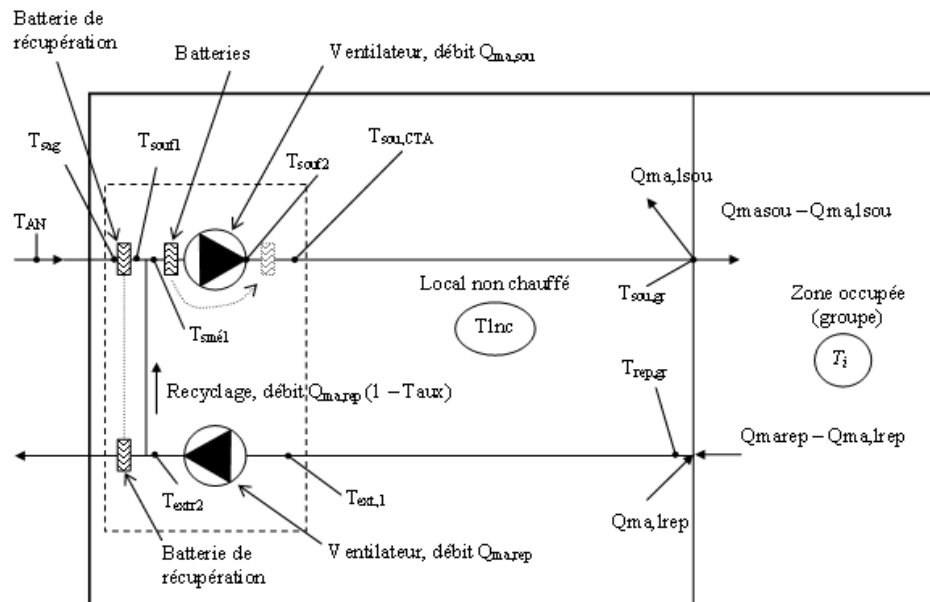 Batterie de
récupération
Batteries
Ventilateur, débit Qma,sou
Tsag
Tsouf1
Tsouf2
Tsou,CTA
Qma,lsou
Qmasou – Qma,lsou
TAN
Local non chauffé
Tsou,gr
Zone occupée
(groupe)
Tlnc
Tsmél
Ti
Trep,gr
Recyclage, débit Qma,rep (1 – Taux)
Qmarep – Qma,lrep
Textr2
Text,1
Qma,lrep
Batterie de
récupération
Ventilateur, débit Qma,rep